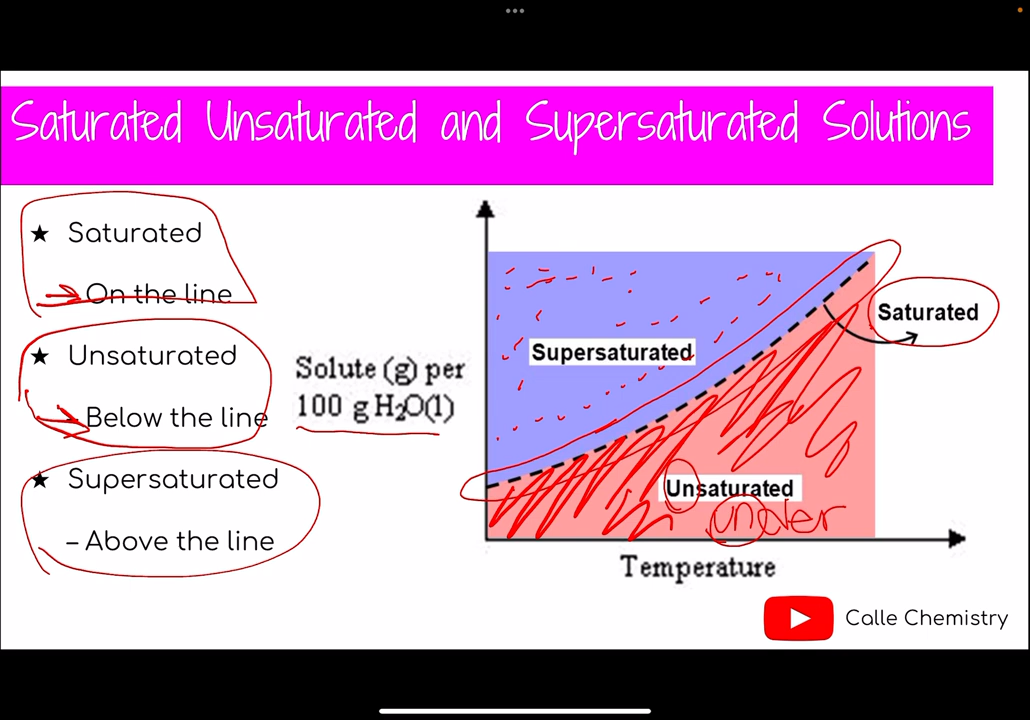 Saturated Unsaturated and Supersaturated Solutions
★ Saturated
On the line
★ Unsaturated
Below the line
★ Supersaturated
– Above the line
Solute (g) per
100 g H₂O(l)
Supersaturated
Saturated
Unsaturated
under
Temperature
Calle Chemistry